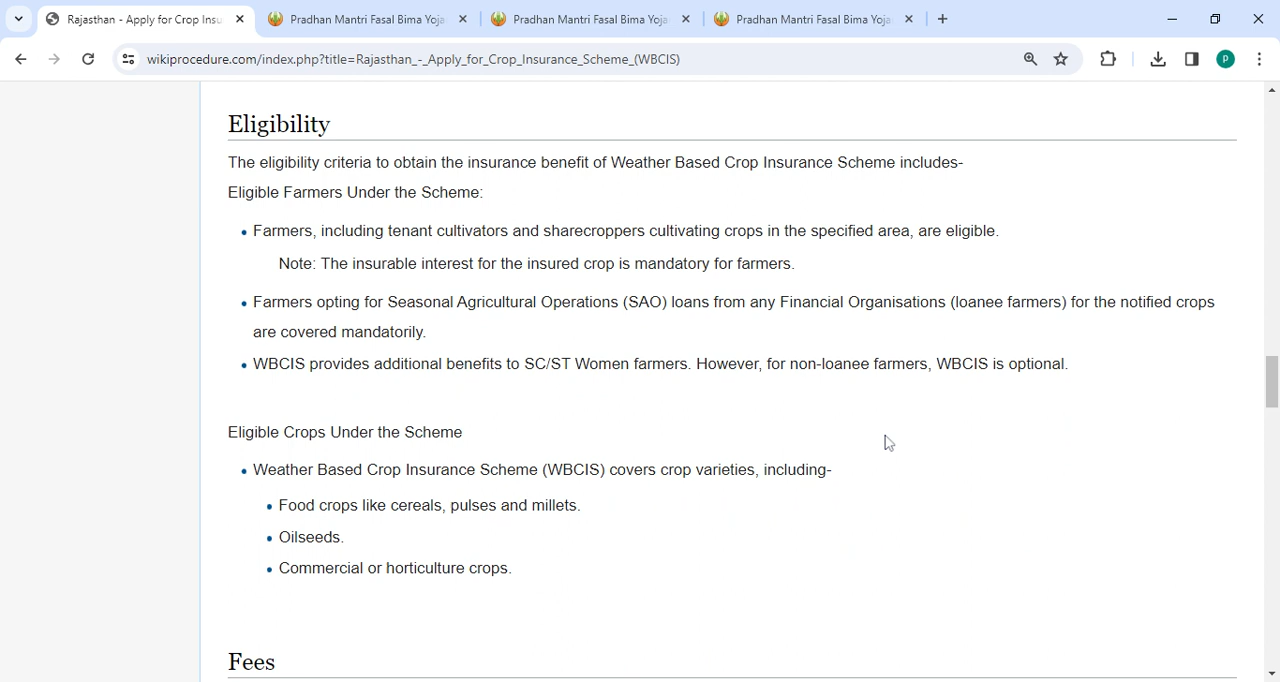 Rajasthan - Apply for Crop Insu
Pradhan Mantri Fasal Bima Yoja
Pradhan Mantri Fasal Bima Yoja
Pradhan Mantri Fasal Bima Yoja
wikiprocedure.com/index.php?title=Rajasthan_-_Apply_for_Crop_Insurance_Scheme_(WBCIS)
P
Eligibility
The eligibility criteria to obtain the insurance benefit of Weather Based Crop Insurance Scheme includes-
Eligible Farmers Under the Scheme:
• Farmers, including tenant cultivators and sharecroppers cultivating crops in the specified area, are eligible.
Note: The insurable interest for the insured crop is mandatory for farmers.
• Farmers opting for Seasonal Agricultural Operations (SAO) loans from any Financial Organisations (loanee farmers) for the notified crops
are covered mandatorily.
• WBCIS provides additional benefits to SC/ST Women farmers. However, for non-loanee farmers, WBCIS is optional.
Eligible Crops Under the Scheme
• Weather Based Crop Insurance Scheme (WBCIS) covers crop varieties, including-
• Food crops like cereals, pulses and millets.
• Oilseeds.
• Commercial or horticulture crops.
Fees